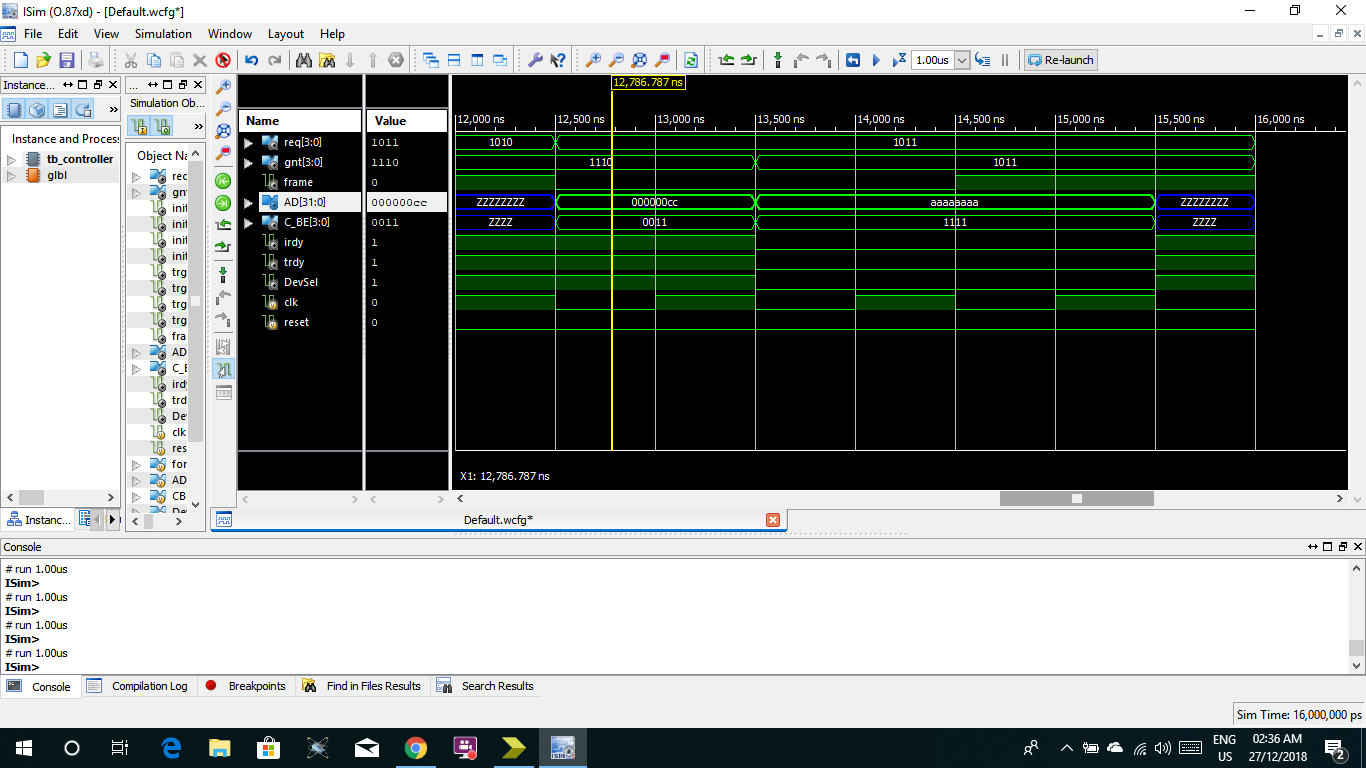 ISim (O.87xd) - [Default.wcfg*]
File Edit View Simulation Window Layout Help
1.00us Re-launch
Instance... ...
Simulation Ob...
Instance and Proces:
tb_controller
glbl
Object Na
req
gnt
init
init
init
init
trg
trg
trg
trg
fra
AD
C_BE
irdy
trd
De
clk
res
for
AD
CB
Instanc...
Name Value
req[3:0] 1011
gnt[3:0] 1110
frame 0
AD[31:0] 000000cc
C_BE[3:0] 0011
irdy 1
trdy 1
DevSel 1
clk 0
reset 0
12,786.787 ns
12,000 ns 12,500 ns 13,000 ns 13,500 ns 14,000 ns 14,500 ns 15,000 ns 15,500 ns 16,000 ns
1010 1011
1110 1011
ZZZZZZZZ 000000cc aaaaaaaa ZZZZZZZZ
ZZZZ 0011 1111 ZZZZ
X1: 12,786.787 ns
Default.wcfg*
Console
# run 1.00us
ISim>
# run 1.00us
ISim>
# run 1.00us
ISim>
# run 1.00us
ISim>
Console Compilation Log Breakpoints Find in Files Results Search Results
Sim Time: 16,000,000 ps
ENG 02:36 AM
US 27/12/2018
2